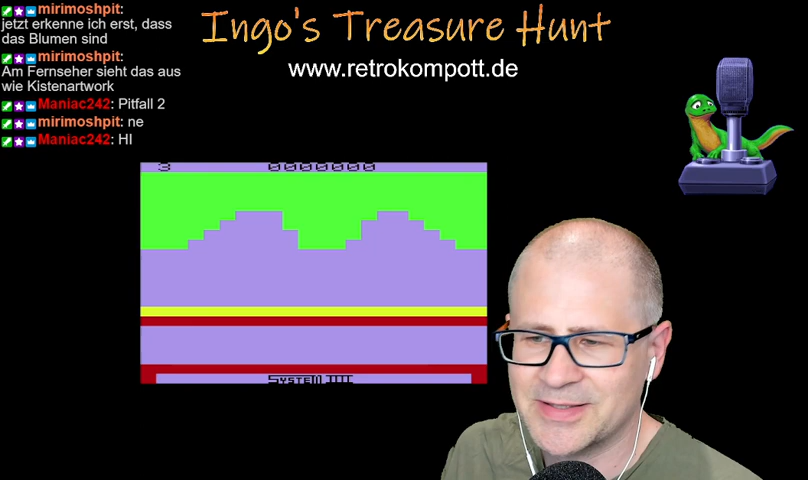 mirimoshpit:
jetzt erkenne ich erst, dass
das Blumen sind
mirimoshpit:
Am Fernseher sieht das aus
wie Kistenartwork
Maniac242: Pitfall 2
mirimoshpit: ne
Maniac242: HI
Ingo's Treasure Hunt
www.retrokompott.de
3 0000000
SYSTEM III